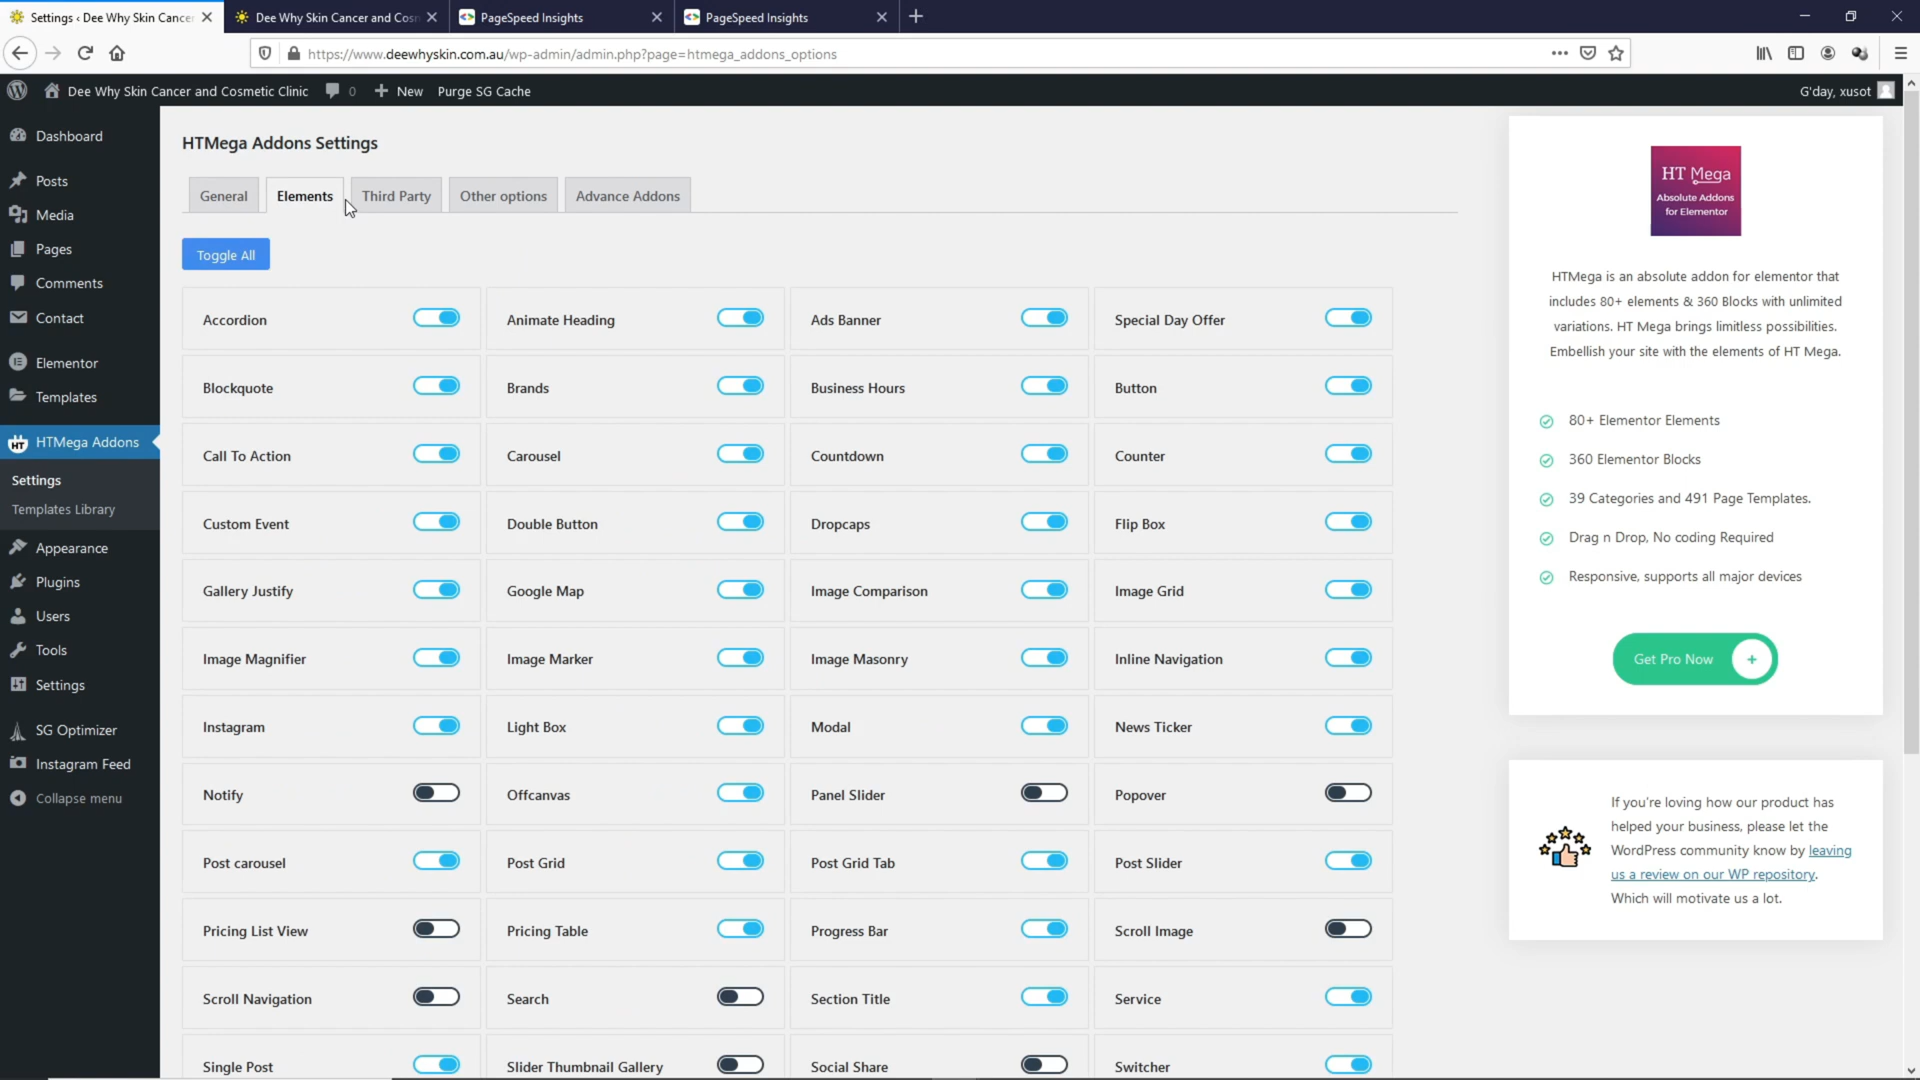 Settings ‹ Dee Why Skin Cancer
Dee Why Skin Cancer and Cosm
PageSpeed Insights
PageSpeed Insights
https://www.deewhyskin.com.au/wp-admin/admin.php?page=htmega_addons_options
Dee Why Skin Cancer and Cosmetic Clinic
0
New
Purge SG Cache
G'day, xusot
Dashboard
Posts
Media
Pages
Comments
Contact
Elementor
Templates
HT
HTMega Addons
Settings
Templates Library
Appearance
Plugins
Users
Tools
Settings
SG Optimizer
Instagram Feed
Collapse menu
HTMega Addons Settings
General
Elements
Third Party
Other options
Advance Addons
Toggle All
Accordion
Animate Heading
Ads Banner
Special Day Offer
Blockquote
Brands
Business Hours
Button
Call To Action
Carousel
Countdown
Counter
Custom Event
Double Button
Dropcaps
Flip Box
Gallery Justify
Google Map
Image Comparison
Image Grid
Image Magnifier
Image Marker
Image Masonry
Inline Navigation
Instagram
Light Box
Modal
News Ticker
Notify
Offcanvas
Panel Slider
Popover
Post carousel
Post Grid
Post Grid Tab
Post Slider
Pricing List View
Pricing Table
Progress Bar
Scroll Image
Scroll Navigation
Search
Section Title
Service
Single Post
Slider Thumbnail Gallery
Social Share
Switcher
HT Mega
Absolute Addons
for Elementor
HTMega is an absolute addon for elementor that
includes 80+ elements & 360 Blocks with unlimited
variations. HT Mega brings limitless possibilities.
Embellish your site with the elements of HT Mega.
80+ Elementor Elements
360 Elementor Blocks
39 Categories and 491 Page Templates.
Drag n Drop, No coding Required
Responsive, supports all major devices
Get Pro Now
If you're loving how our product has
helped your business, please let the
WordPress community know by leaving
us a review on our WP repository.
Which will motivate us a lot.